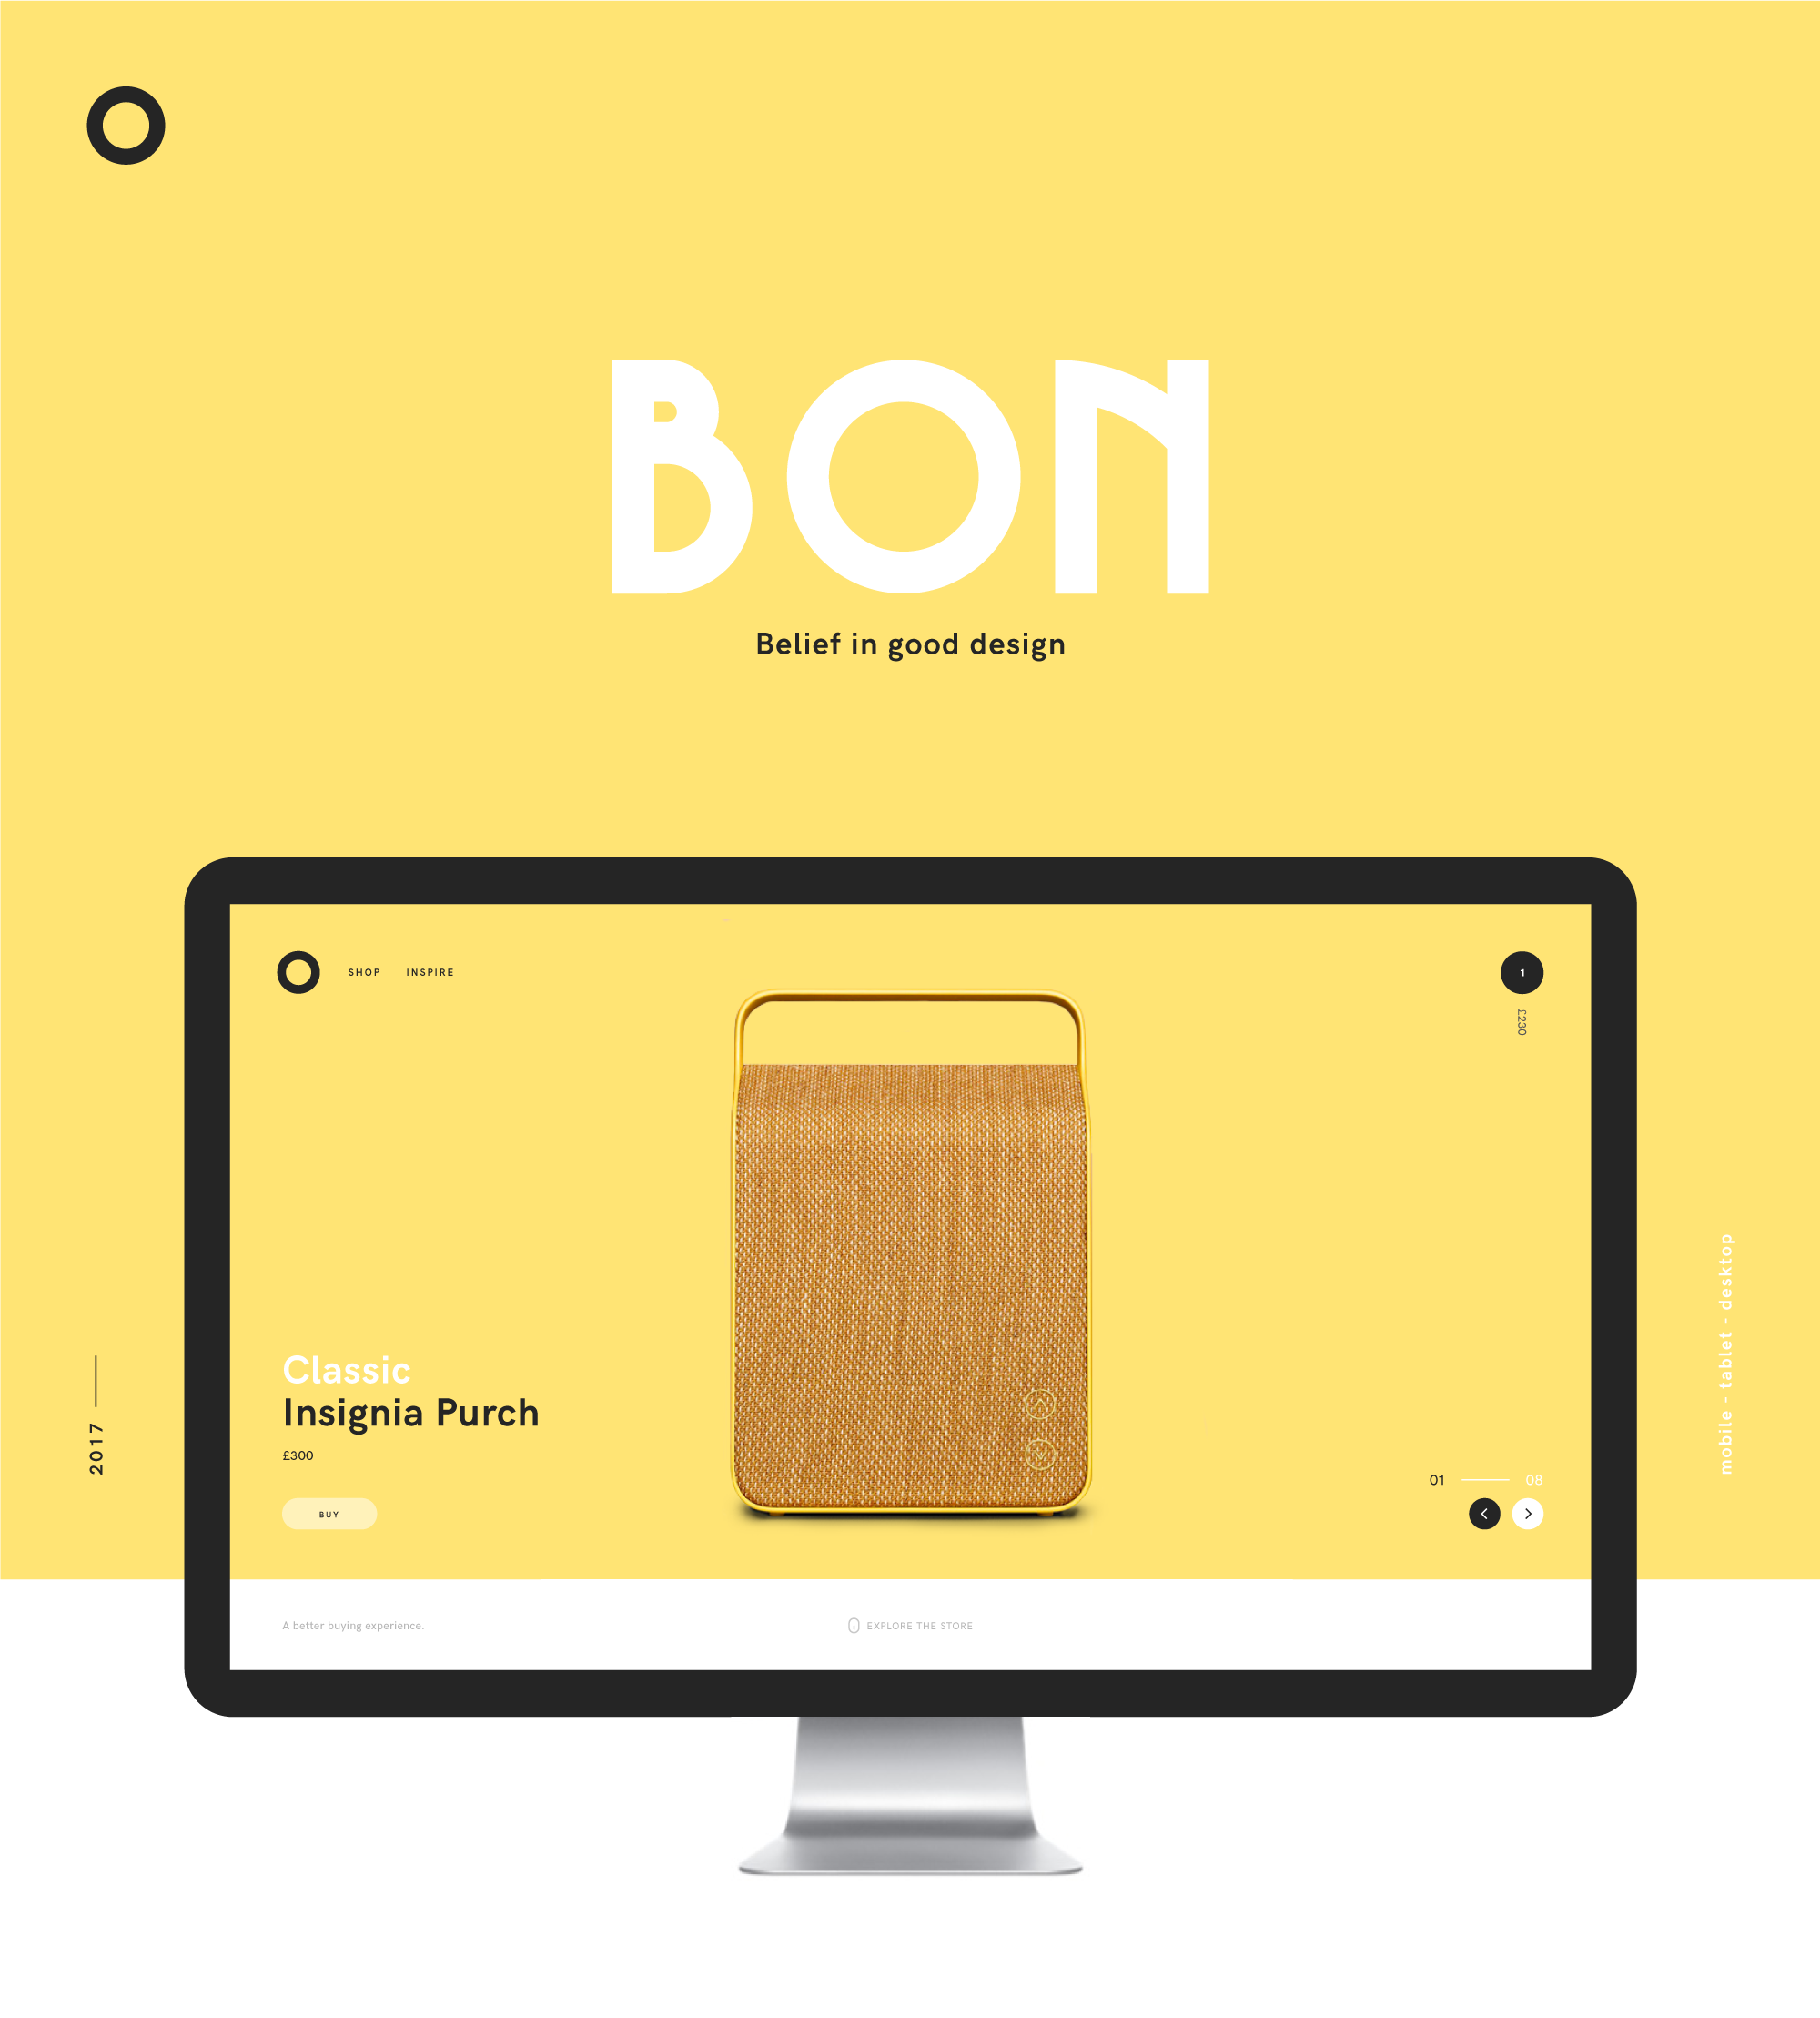 BON
Belief in good design
SHOP INSPIRE
1
£230
Classic
Insignia Purch
£300
BUY
01 08
A better buying experience.
EXPLORE THE STORE
2017
mobile - tablet - desktop